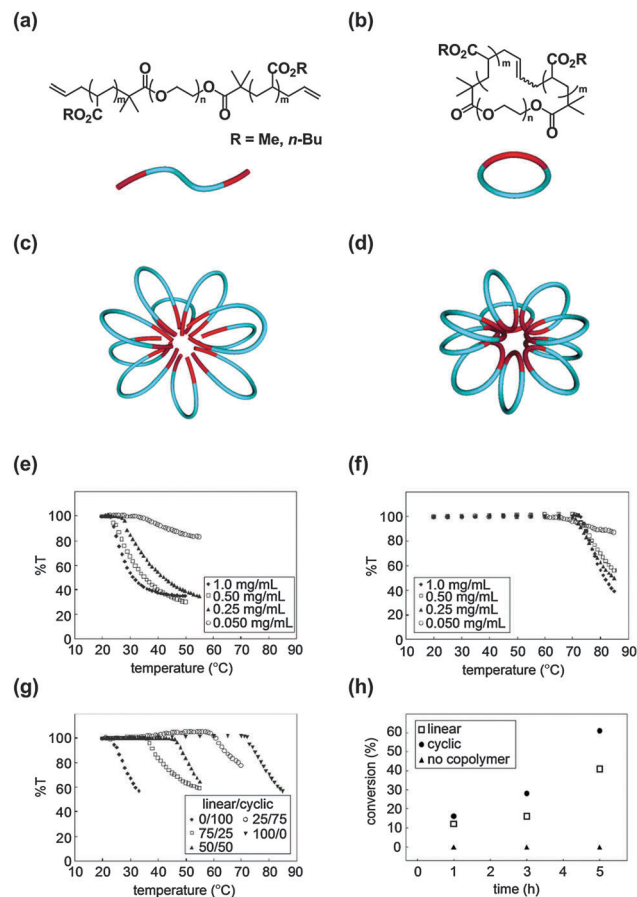 (a)
(b)
CO₂R
RO₂C
O
m
O
O
n
O
O
m
R = Me, n-Bu
RO₂C
m
CO₂R
m
O
O
n
O
O
(c)
(d)
(e)
(f)
%T
100
80
60
40
20
0
1.0 mg/mL
0.50 mg/mL
0.25 mg/mL
0.050 mg/mL
10 20 30 40 50 60 70 80 90
temperature (°C)
%T
100
80
60
40
20
0
1.0 mg/mL
0.50 mg/mL
0.25 mg/mL
0.050 mg/mL
10 20 30 40 50 60 70 80 90
temperature (°C)
(g)
(h)
%T
100
80
60
40
20
0
linear/cyclic
0/100 25/75
75/25 100/0
50/50
10 20 30 40 50 60 70 80 90
temperature (°C)
conversion (%)
60
50
40
30
20
10
0
linear
cyclic
no copolymer
0 1 2 3 4 5
time (h)